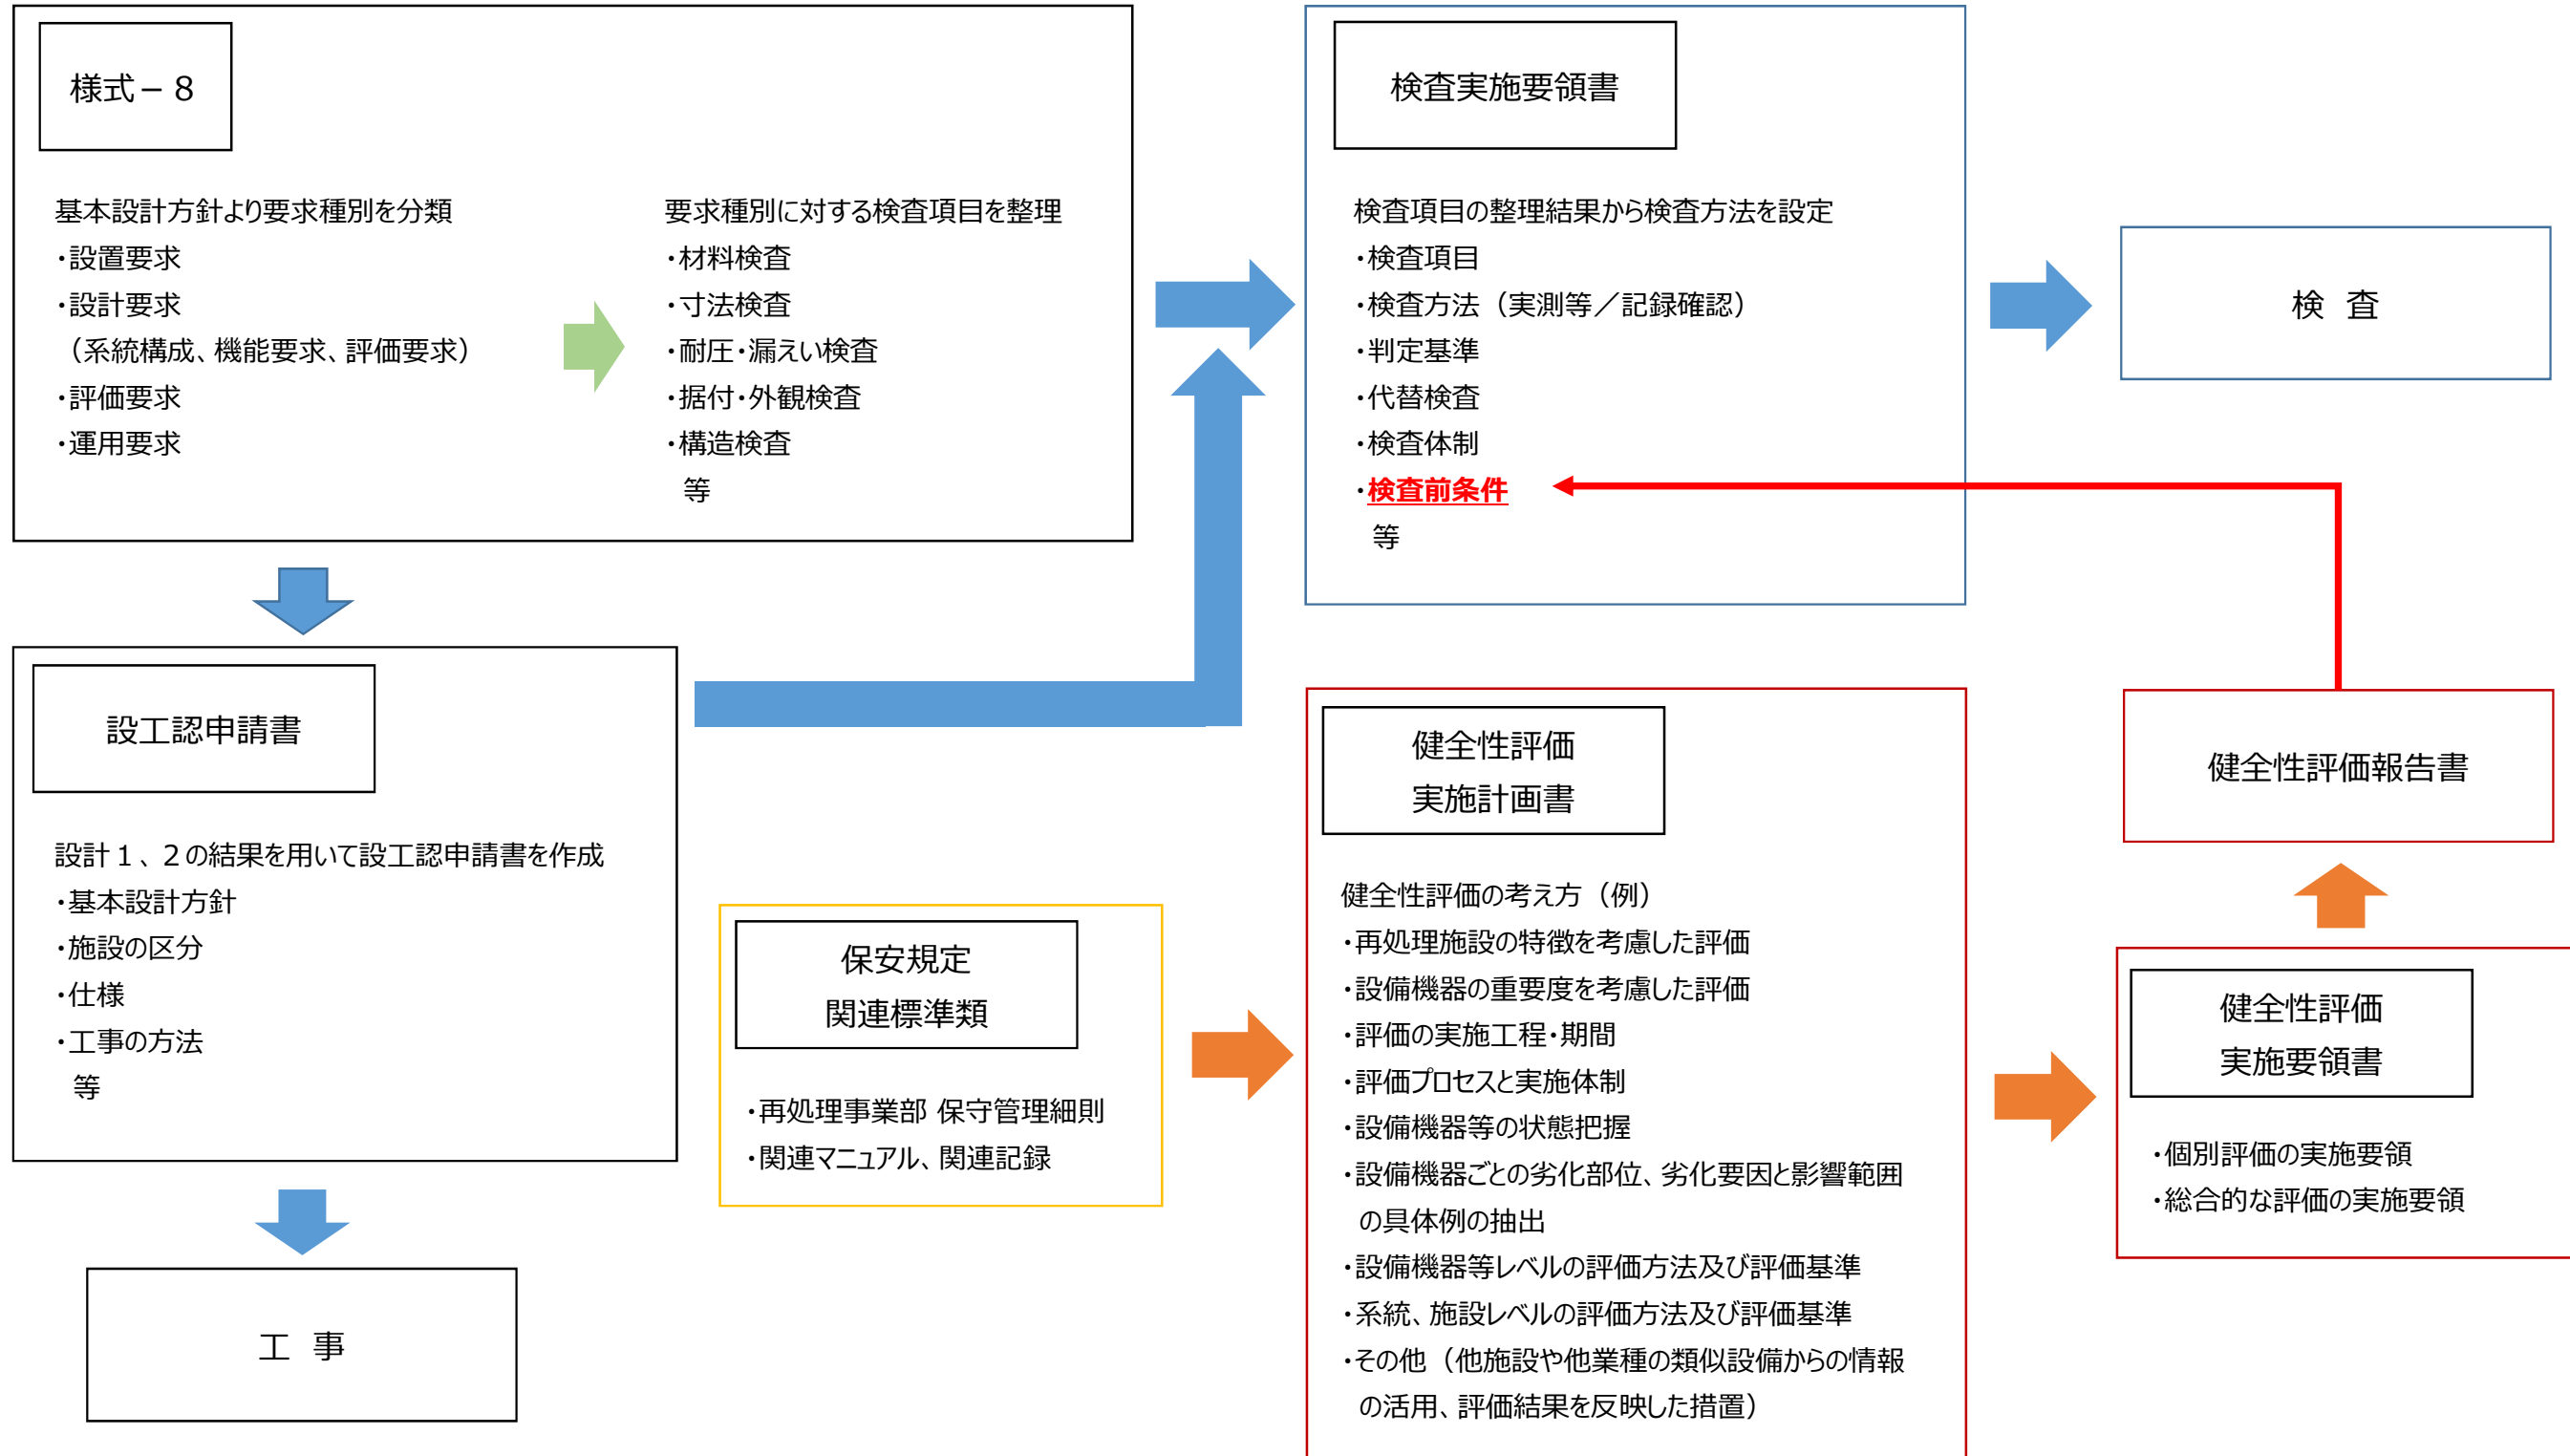 様式－８
基本設計方針より要求種別を分類
・設置要求
・設計要求
（系統構成、機能要求、評価要求）
・評価要求
・運用要求
要求種別に対する検査項目を整理
・材料検査
・寸法検査
・耐圧・漏えい検査
・据付・外観検査
・構造検査
等
検査実施要領書
検査項目の整理結果から検査方法を設定
・検査項目
・検査方法（実測等／記録確認）
・判定基準
・代替検査
・検査体制
・検査前条件
等
検　査
設工認申請書
設計１、２の結果を用いて設工認申請書を作成
・基本設計方針
・施設の区分
・仕様
・工事の方法
等
工　事
保安規定
関連標準類
・再処理事業部 保守管理細則
・関連マニュアル、関連記録
健全性評価
実施計画書
健全性評価の考え方（例）
・再処理施設の特徴を考慮した評価
・設備機器の重要度を考慮した評価
・評価の実施工程・期間
・評価プロセスと実施体制
・設備機器等の状態把握
・設備機器ごとの劣化部位、劣化要因と影響範囲
の具体例の抽出
・設備機器等レベルの評価方法及び評価基準
・系統、施設レベルの評価方法及び評価基準
・その他（他施設や他業種の類似設備からの情報
の活用、評価結果を反映した措置）
健全性評価報告書
健全性評価
実施要領書
・個別評価の実施要領
・総合的な評価の実施要領